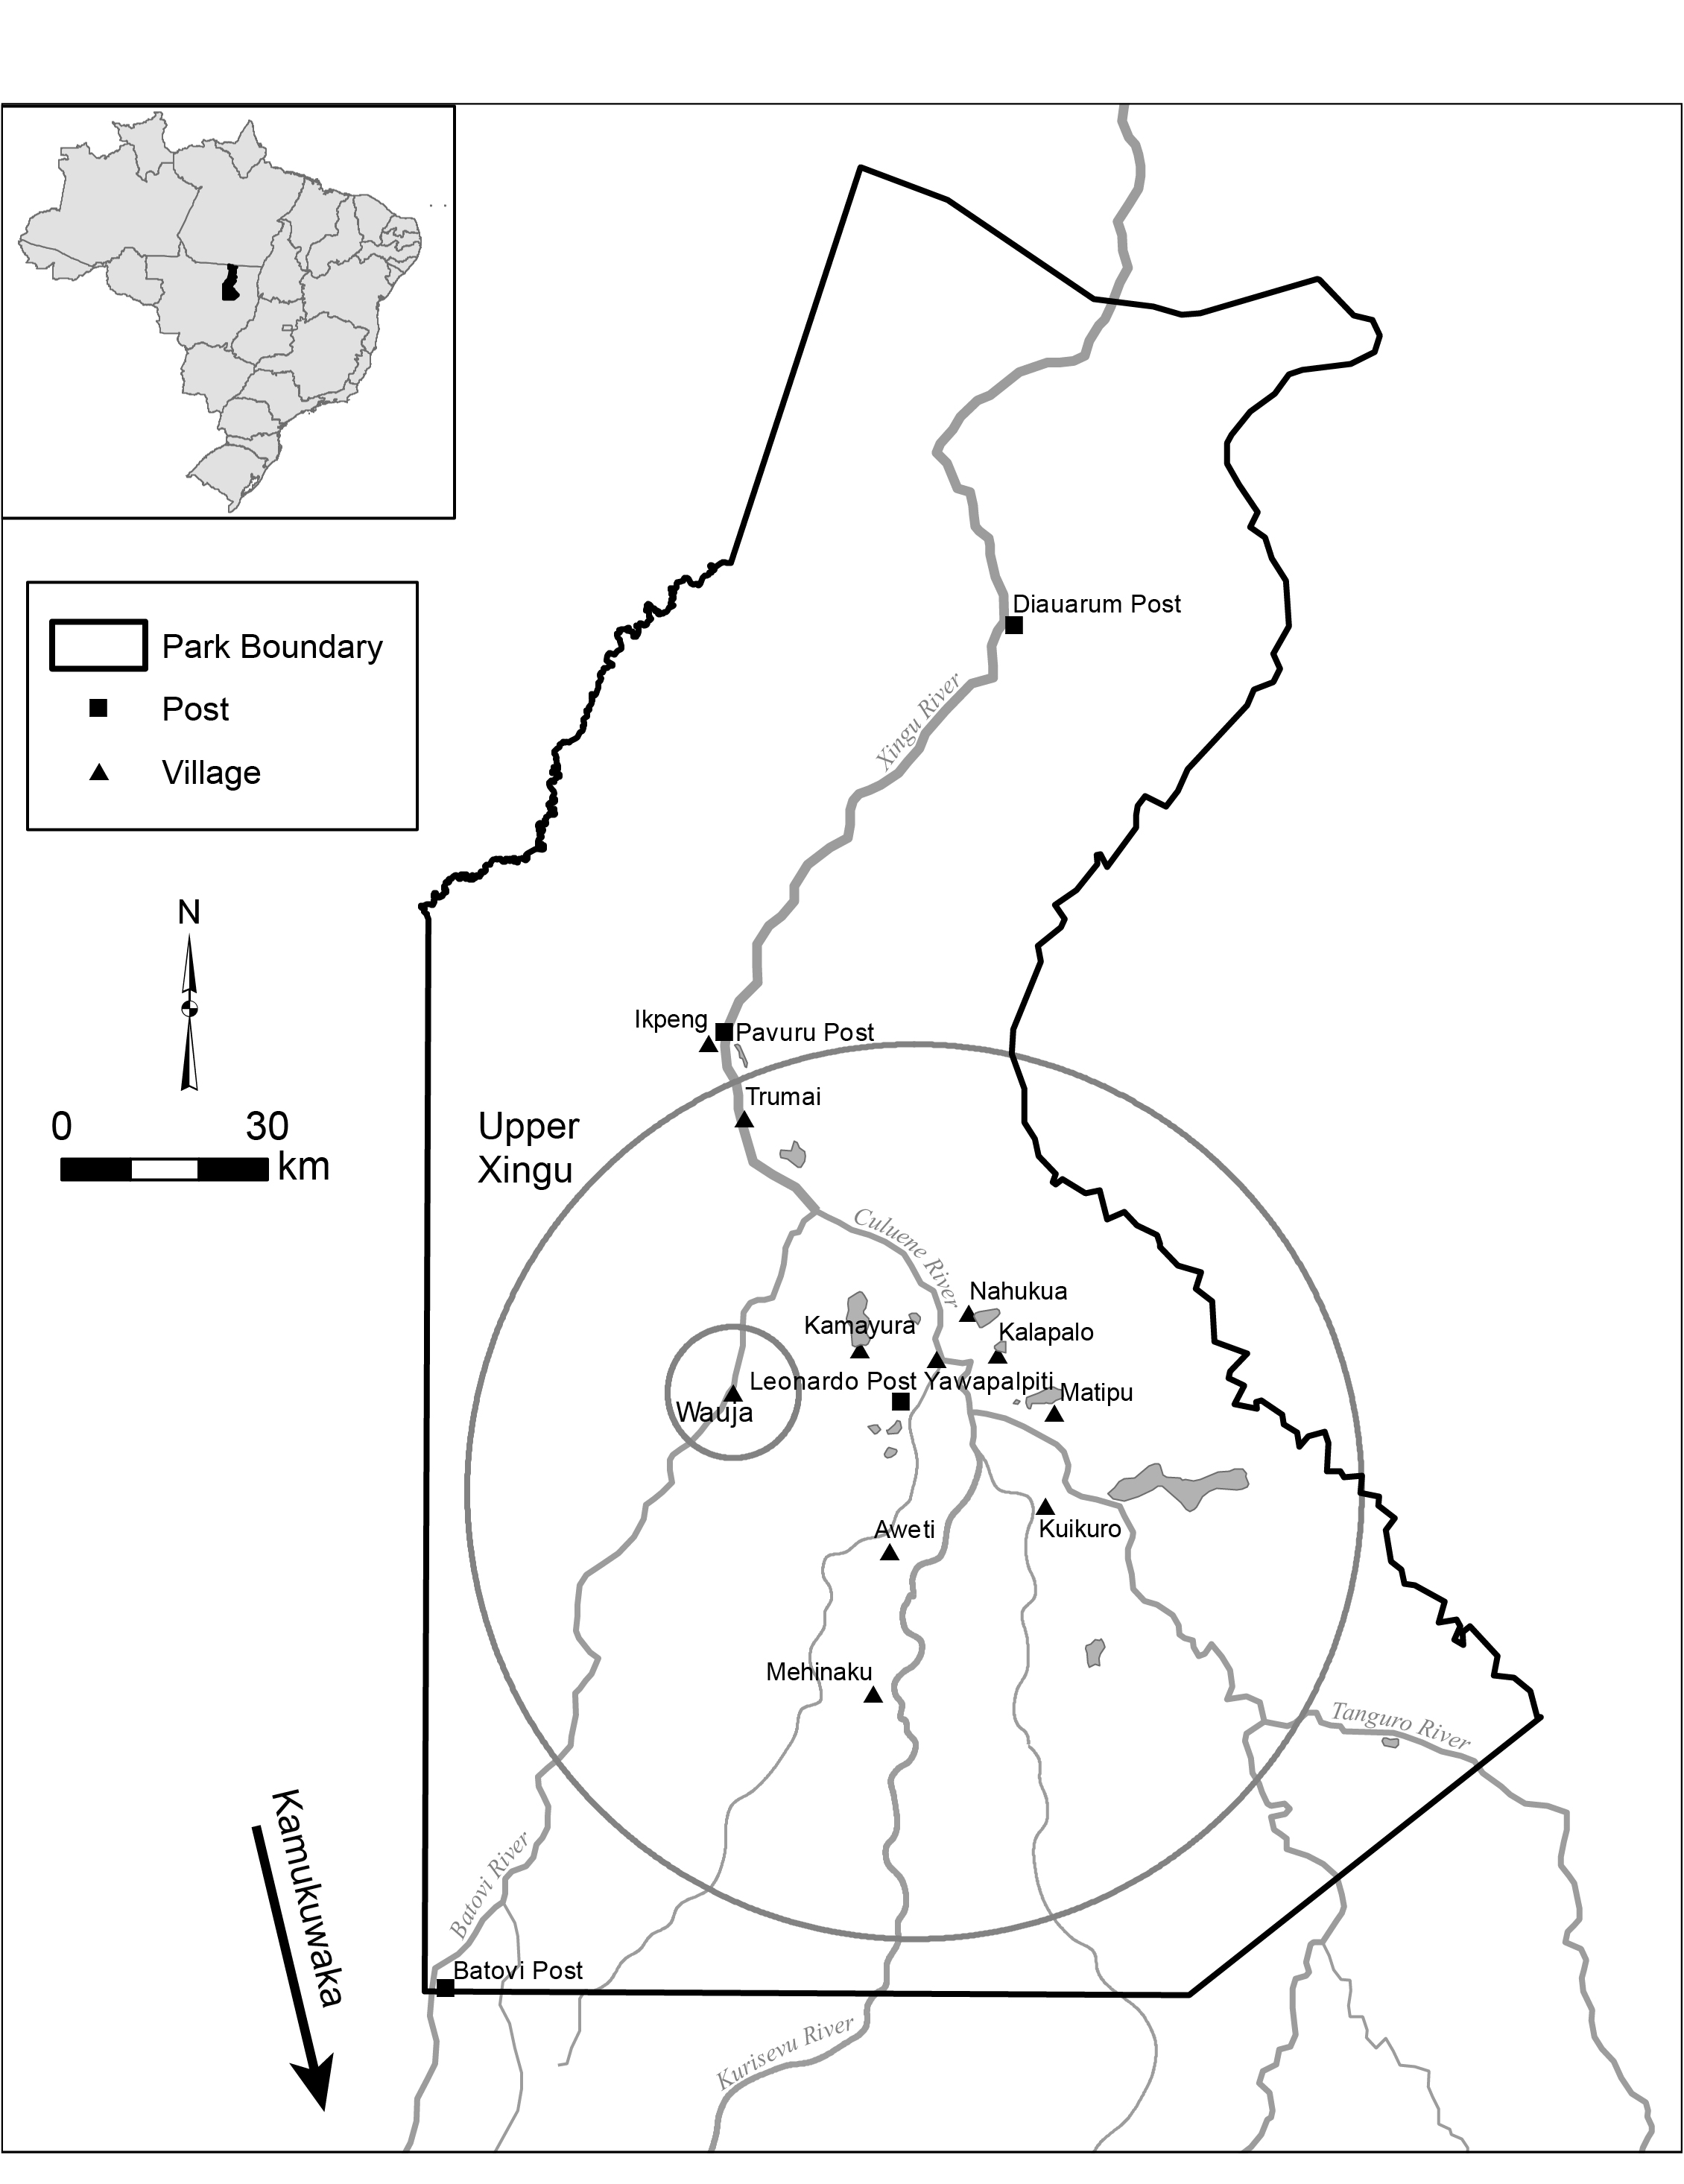 Park Boundary
Post
Village
N
0 30
km
Diauarum Post
Xingu River
Ikpeng
Pavuru Post
Trumai
Upper
Xingu
Culuene River
Nahukua
Kamayura
Kalapalo
Leonardo Post
Yawapalpiti
Matipu
Wauja
Aweti
Kuikuro
Mehinaku
Tanguro River
Kamukuwaka
Batovi River
Batovi Post
Kurisevu River